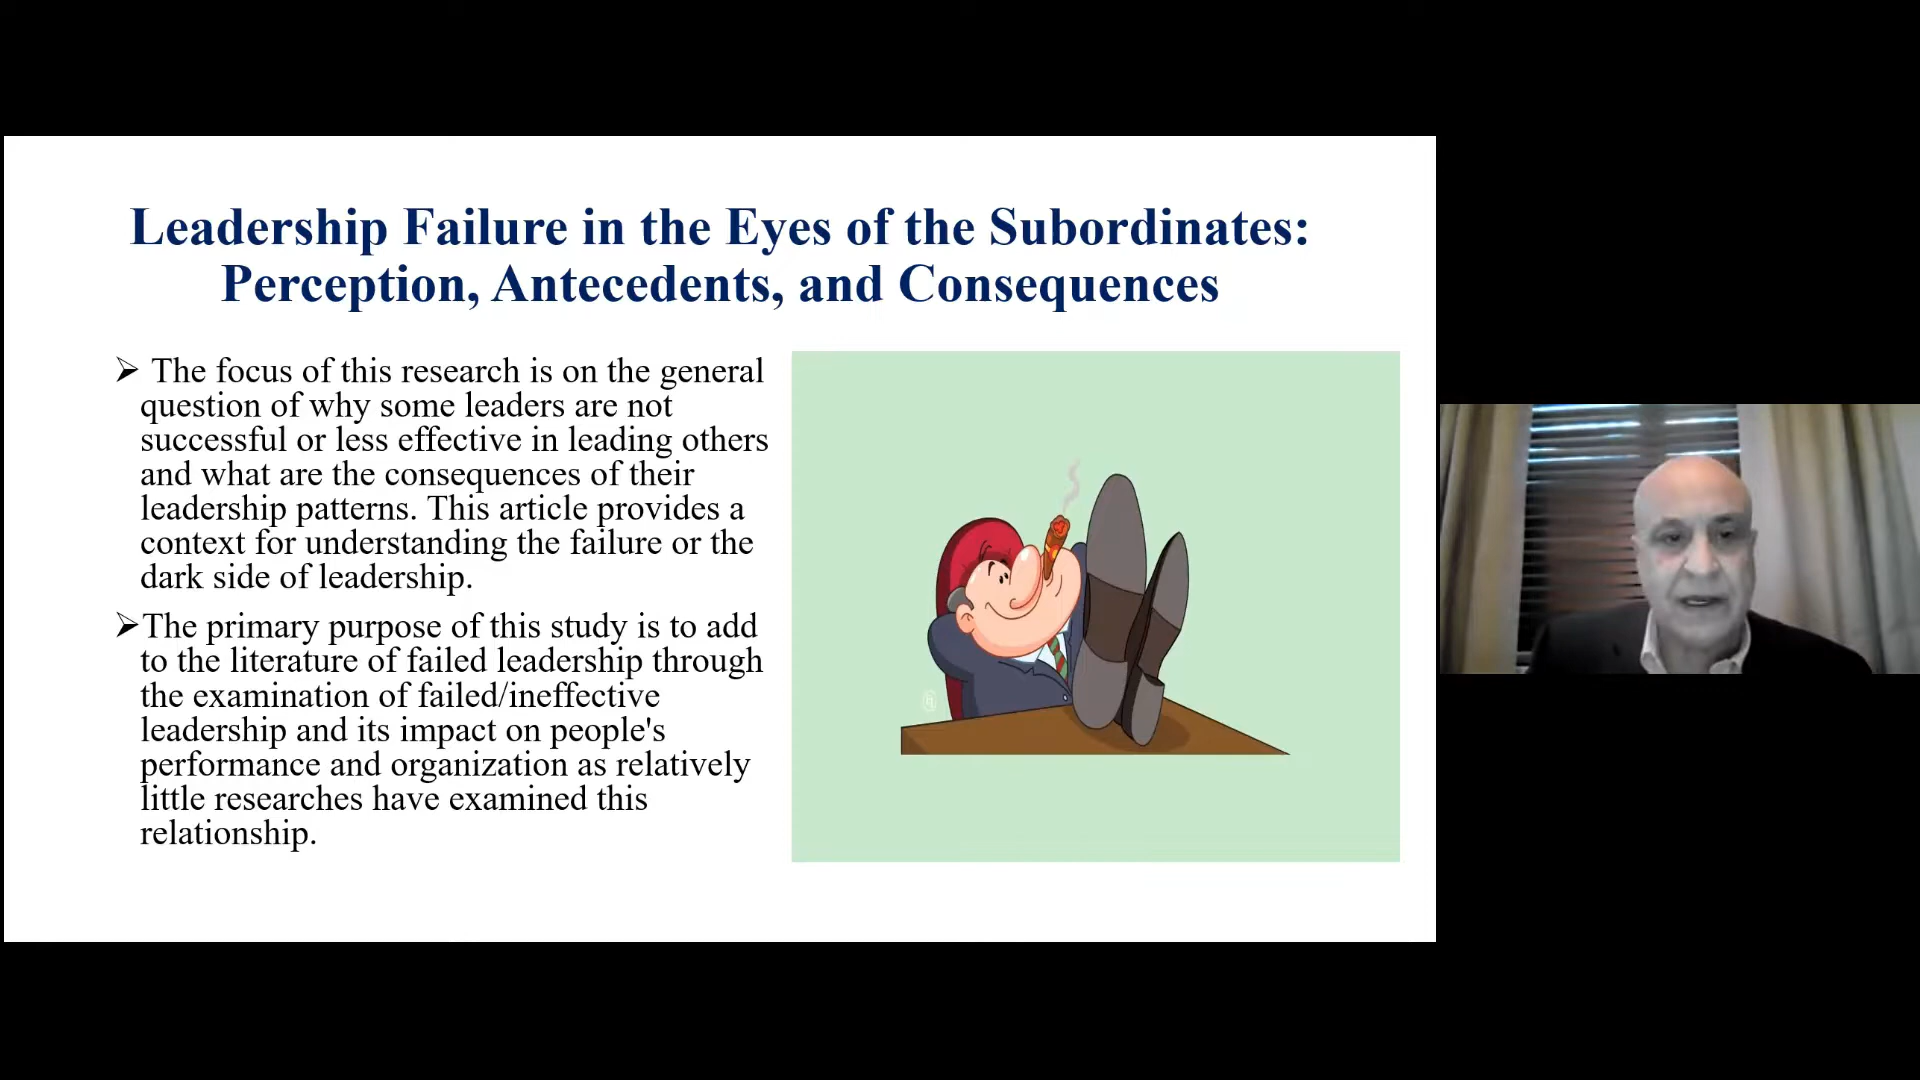 Leadership Failure in the Eyes of the Subordinates:
Perception, Antecedents, and Consequences
➢ The focus of this research is on the general
question of why some leaders are not
successful or less effective in leading others
and what are the consequences of their
leadership patterns. This article provides a
context for understanding the failure or the
dark side of leadership.
➢The primary purpose of this study is to add
to the literature of failed leadership through
the examination of failed/ineffective
leadership and its impact on people's
performance and organization as relatively
little researches have examined this
relationship.